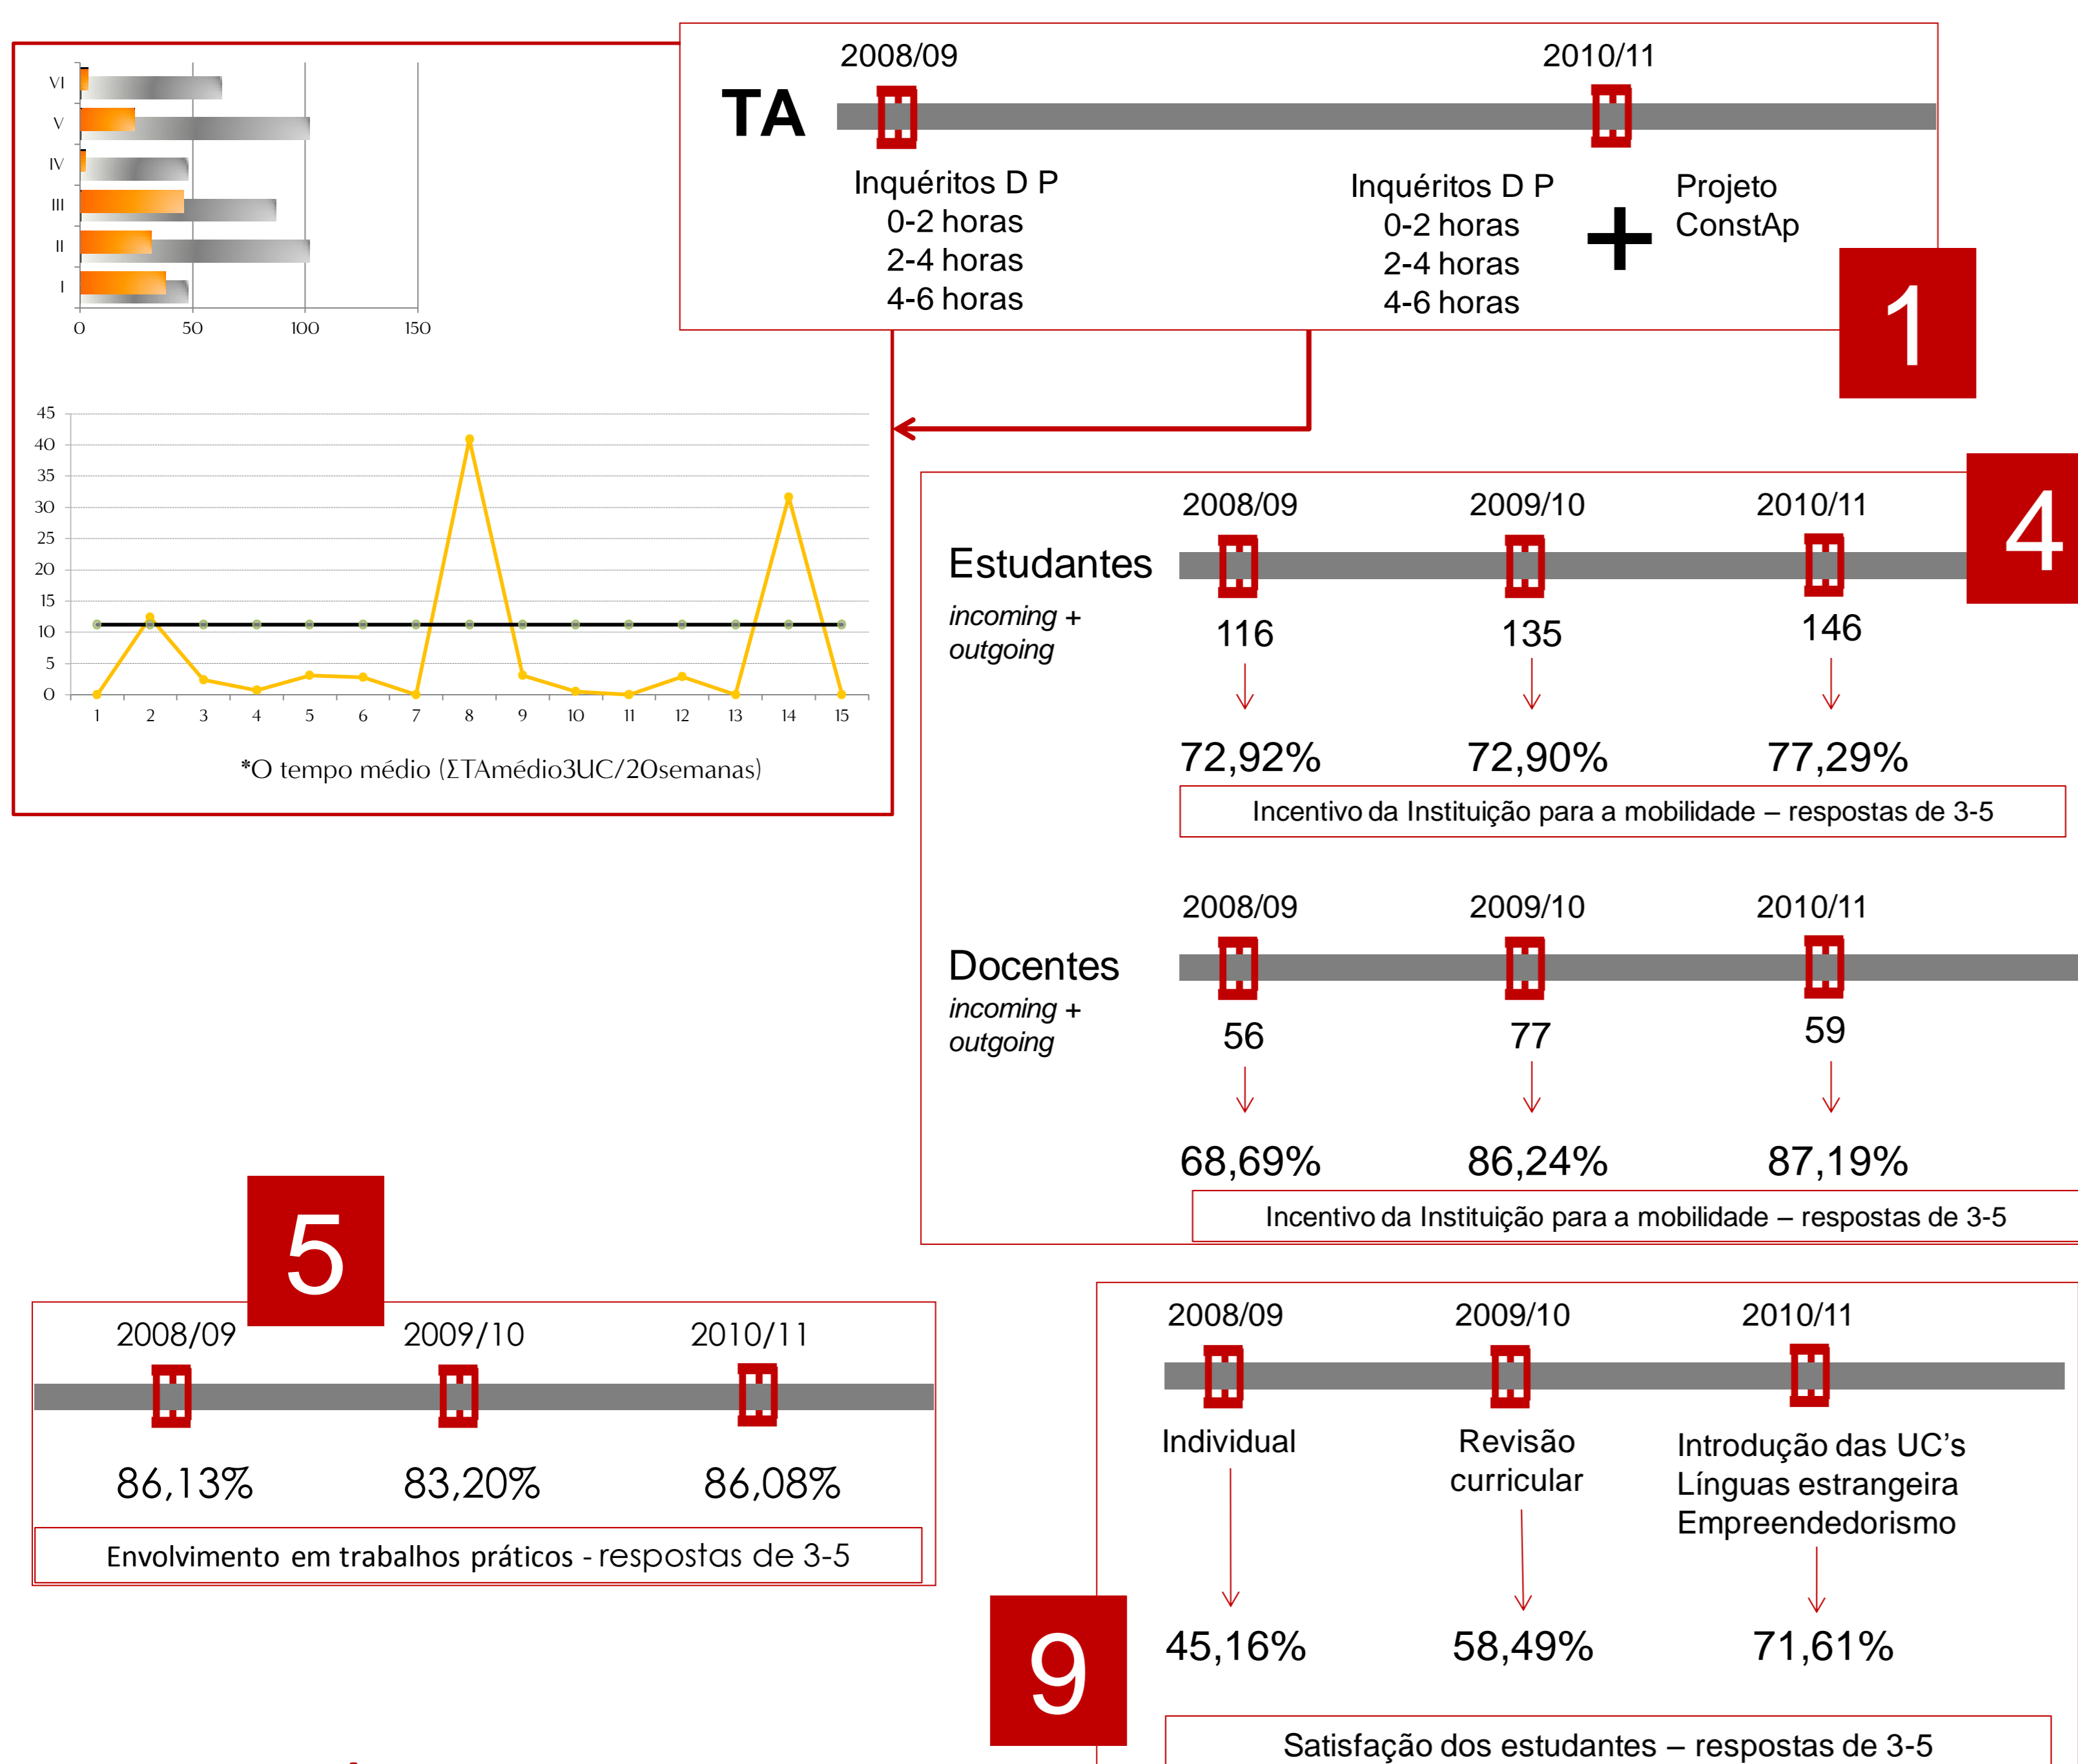 VI
V
IV
III
II
I
0 50 100 150
45
40
35
30
25
20
15
10
5
0
1 2 3 4 5 6 7 8 9 10 11 12 13 14 15
*O tempo médio (ΣTAmédio3UC/20semanas)
2008/09 2010/11
TA
Inquéritos D P
0-2 horas
2-4 horas
4-6 horas
Inquéritos D P
0-2 horas
2-4 horas
4-6 horas
+
Projeto
ConstAp
1
4
2008/09 2009/10 2010/11
Estudantes
incoming +
outgoing
116 135 146
72,92% 72,90% 77,29%
Incentivo da Instituição para a mobilidade – respostas de 3-5
2008/09 2009/10 2010/11
Docentes
incoming +
outgoing
56 77 59
68,69% 86,24% 87,19%
Incentivo da Instituição para a mobilidade – respostas de 3-5
5
2008/09 2009/10 2010/11
86,13% 83,20% 86,08%
Envolvimento em trabalhos práticos - respostas de 3-5
9
2008/09 2009/10 2010/11
Individual
Revisão
curricular
Introdução das UC's
Línguas estrangeira
Empreendedorismo
45,16% 58,49% 71,61%
Satisfação dos estudantes – respostas de 3-5